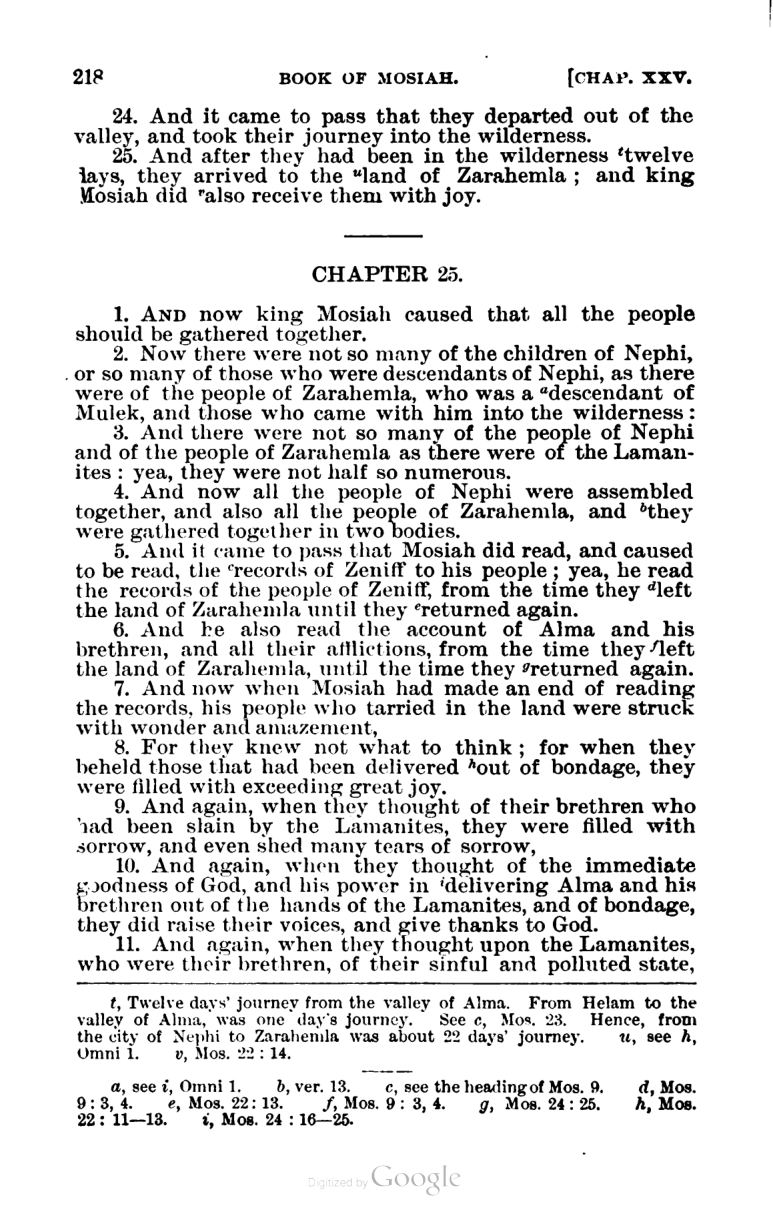 218 BOOK OF MOSIAH. [CHAP. XXV.
24. And it came to pass that they departed out of the
valley, and took their journey into the wilderness.
25. And after they had been in the wilderness ᵗtwelve
days, they arrived to the ᵘland of Zarahemla ; and king
Mosiah did ᵛalso receive them with joy.
CHAPTER 25.
1. AND now king Mosiah caused that all the people
should be gathered together.
2. Now there were not so many of the children of Nephi,
or so many of those who were descendants of Nephi, as there
were of the people of Zarahemla, who was a ᵃdescendant of
Mulek, and those who came with him into the wilderness :
3. And there were not so many of the people of Nephi
and of the people of Zarahemla as there were of the Laman-
ites : yea, they were not half so numerous.
4. And now all the people of Nephi were assembled
together, and also all the people of Zarahemla, and ᵇthey
were gathered together in two bodies.
5. And it came to pass that Mosiah did read, and caused
to be read, the ᶜrecords of Zeniff to his people ; yea, he read
the records of the people of Zeniff, from the time they ᵈleft
the land of Zarahemla until they ᵉreturned again.
6. And he also read the account of Alma and his
brethren, and all their afflictions, from the time they ᶠleft
the land of Zarahemla, until the time they ᵍreturned again.
7. And now when Mosiah had made an end of reading
the records, his people who tarried in the land were struck
with wonder and amazement,
8. For they knew not what to think ; for when they
beheld those that had been delivered ʰout of bondage, they
were filled with exceeding great joy.
9. And again, when they thought of their brethren who
had been slain by the Lamanites, they were filled with
sorrow, and even shed many tears of sorrow,
10. And again, when they thought of the immediate
goodness of God, and his power in ⁱdelivering Alma and his
brethren out of the hands of the Lamanites, and of bondage,
they did raise their voices, and give thanks to God.
11. And again, when they thought upon the Lamanites,
who were their brethren, of their sinful and polluted state,
t, Twelve days' journey from the valley of Alma. From Helam to the
valley of Alma, was one day's journey. See c, Mos. 23. Hence, from
the city of Nephi to Zarahemla was about 22 days' journey. u, see h,
Omni 1. v, Mos. 22 : 14.
a, see i, Omni 1. b, ver. 13. c, see the heading of Mos. 9. d, Mos.
9 : 3, 4. e, Mos. 22 : 13. f, Mos. 9 : 3, 4. g, Mos. 24 : 25. h, Mos.
22 : 11—13. i, Mos. 24 : 16—25.
Digitized by Google